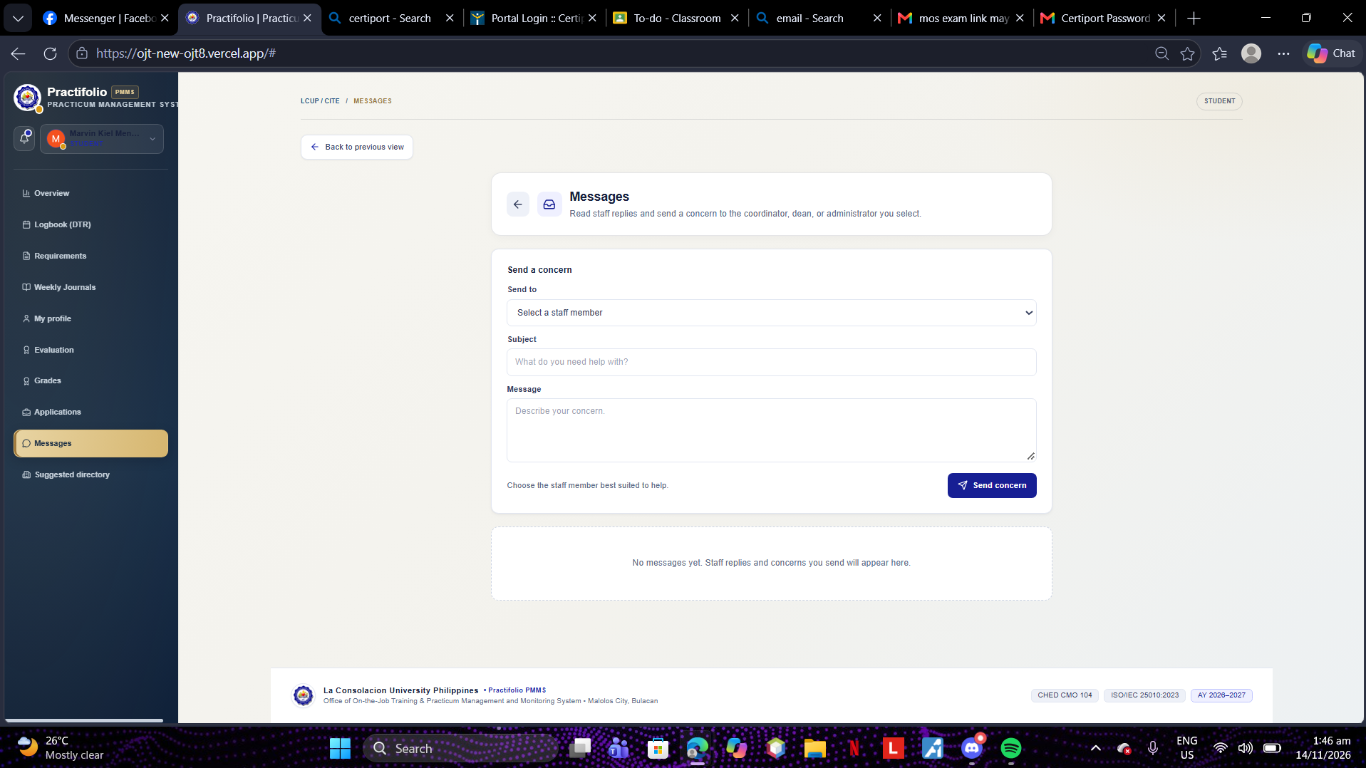 Messenger | Facebo
Practifolio | Practicu
certiport - Search
Portal Login :: Certip
To-do - Classroom
email - Search
mos exam link may
Certiport Password
https://ojt-new-ojt8.vercel.app/#
Chat
Practifolio PMMS
PRACTICUM MANAGEMENT SYST
M
Marvin Kiel Men...
STUDENT
Overview
Logbook (DTR)
Requirements
Weekly Journals
My profile
Evaluation
Grades
Applications
Messages
Suggested directory
LCUP / CITE / MESSAGES
STUDENT
Back to previous view
Messages
Read staff replies and send a concern to the coordinator, dean, or administrator you select.
Send a concern
Send to
Select a staff member
Subject
What do you need help with?
Message
Describe your concern.
Choose the staff member best suited to help.
Send concern
No messages yet. Staff replies and concerns you send will appear here.
La Consolacion University Philippines • Practifolio PMMS
Office of On-the-Job Training & Practicum Management and Monitoring System • Malolos City, Bulacan
CHED CMO 104
ISO/IEC 25010:2023
AY 2026–2027
26°C
Mostly clear
Search
ENG
US
1:46 am
14/11/2026